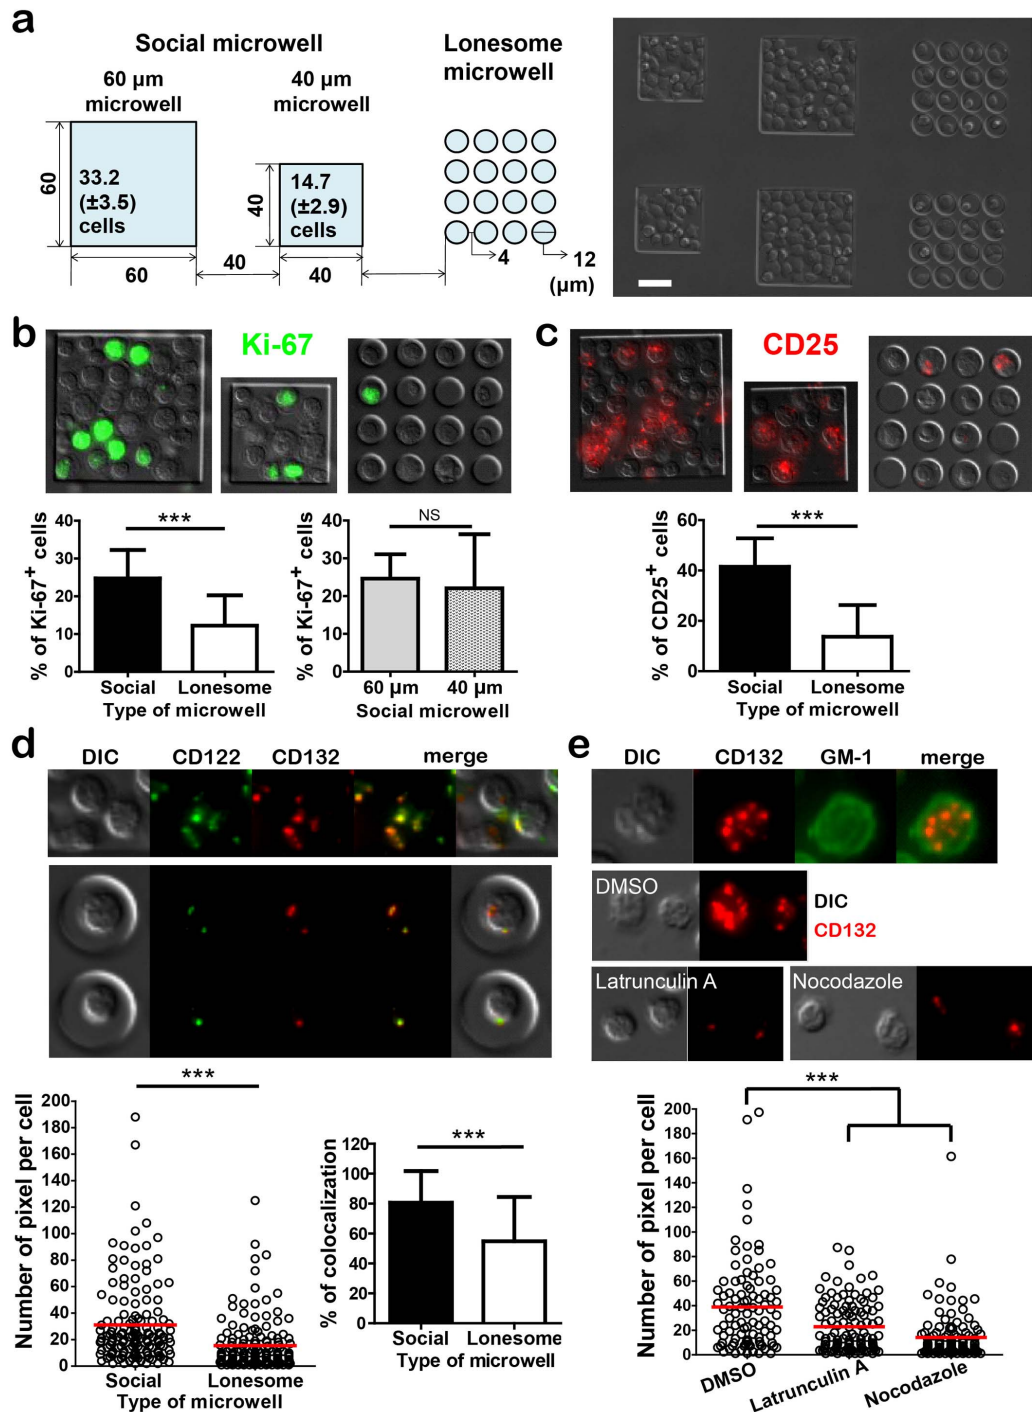 a
Social microwell
Lonesome
microwell
60 µm
microwell
40 µm
microwell
60
33.2
(±3.5)
cells
40
14.7
(±2.9)
cells
60
40
40
4
12
(µm)
b
Ki-67
c
CD25
% of Ki-67+ cells
40
30
20
10
0
***
Social
Lonesome
Type of microwell
% of Ki-67+ cells
40
30
20
10
0
NS
60 µm
40 µm
Social microwell
% of CD25+ cells
60
40
20
0
***
Social
Lonesome
Type of microwell
d
DIC
CD122
CD132
merge
Number of pixel per cell
200
180
160
140
120
100
80
60
40
20
0
***
Social
Lonesome
Type of microwell
% of colocalization
120
100
80
60
40
20
0
***
Social
Lonesome
Type of microwell
e
DIC
CD132
GM-1
merge
DMSO
DIC
CD132
Latrunculin A
Nocodazole
Number of pixel per cell
200
180
160
140
120
100
80
60
40
20
0
***
DMSO
Latrunculin A
Nocodazole